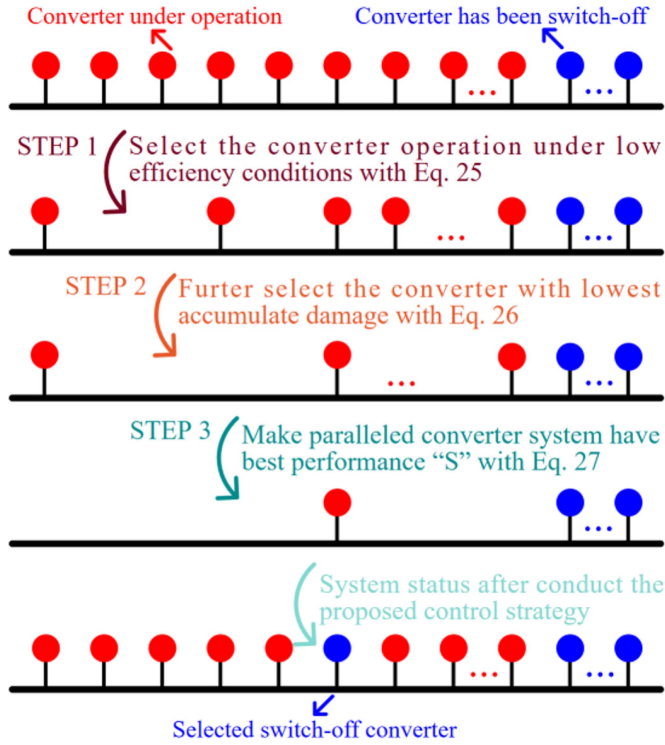 Converter under operation
Converter has been switch-off
STEP 1
Select the converter operation under low
efficiency conditions with Eq. 25
STEP 2
Furter select the converter with lowest
accumulate damage with Eq. 26
STEP 3
Make paralleled converter system have
best performance “S” with Eq. 27
System status after conduct the
proposed control strategy
Selected switch-off converter